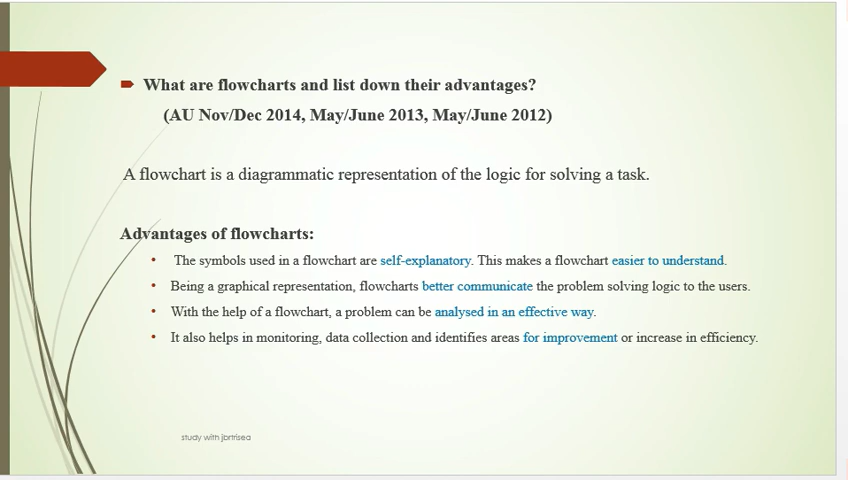 What are flowcharts and list down their advantages?
(AU Nov/Dec 2014, May/June 2013, May/June 2012)
A flowchart is a diagrammatic representation of the logic for solving a task.
Advantages of flowcharts:
• The symbols used in a flowchart are self-explanatory. This makes a flowchart easier to understand.
• Being a graphical representation, flowcharts better communicate the problem solving logic to the users.
• With the help of a flowchart, a problem can be analysed in an effective way.
• It also helps in monitoring, data collection and identifies areas for improvement or increase in efficiency.
study with jbrtrisea